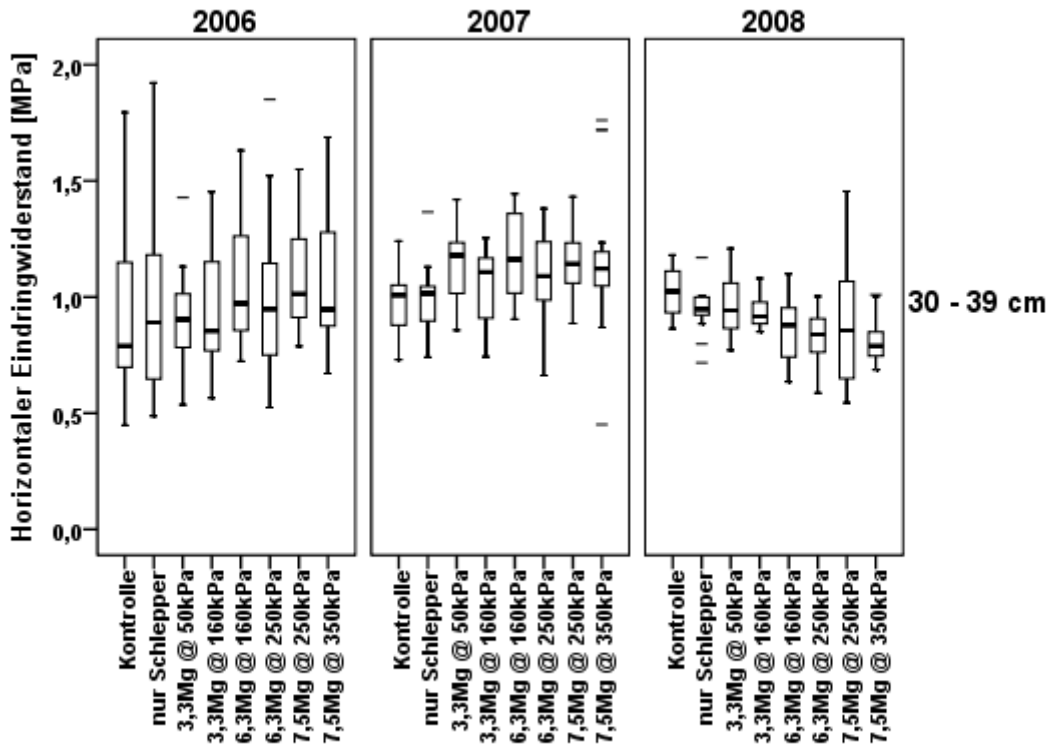 2006
2007
2008
Horizontaler Eindringwiderstand [MPa]
2,0
1,5
1,0
0,5
0,0
30 - 39 cm
Kontrolle
nur Schlepper
3,3Mg @ 50kPa
3,3Mg @ 160kPa
6,3Mg @ 160kPa
6,3Mg @ 250kPa
7,5Mg @ 250kPa
7,5Mg @ 350kPa
Kontrolle
nur Schlepper
3,3Mg @ 50kPa
3,3Mg @ 160kPa
6,3Mg @ 160kPa
6,3Mg @ 250kPa
7,5Mg @ 250kPa
7,5Mg @ 350kPa
Kontrolle
nur Schlepper
3,3Mg @ 50kPa
3,3Mg @ 160kPa
6,3Mg @ 160kPa
6,3Mg @ 250kPa
7,5Mg @ 250kPa
7,5Mg @ 350kPa